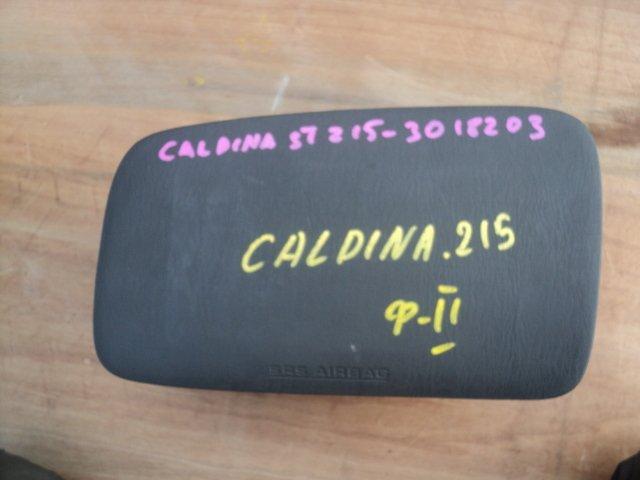 CALDINA ST215-3018203
CALDINA.215
Ф-II
SRS AIRBAG